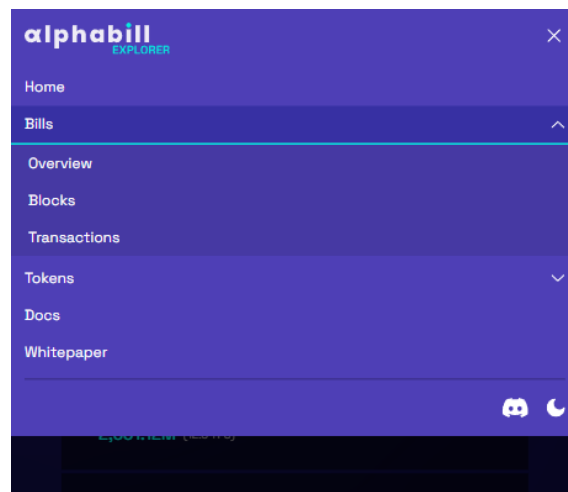 alphabill
EXPLORER
Home
Bills
Overview
Blocks
Transactions
Tokens
Docs
Whitepaper